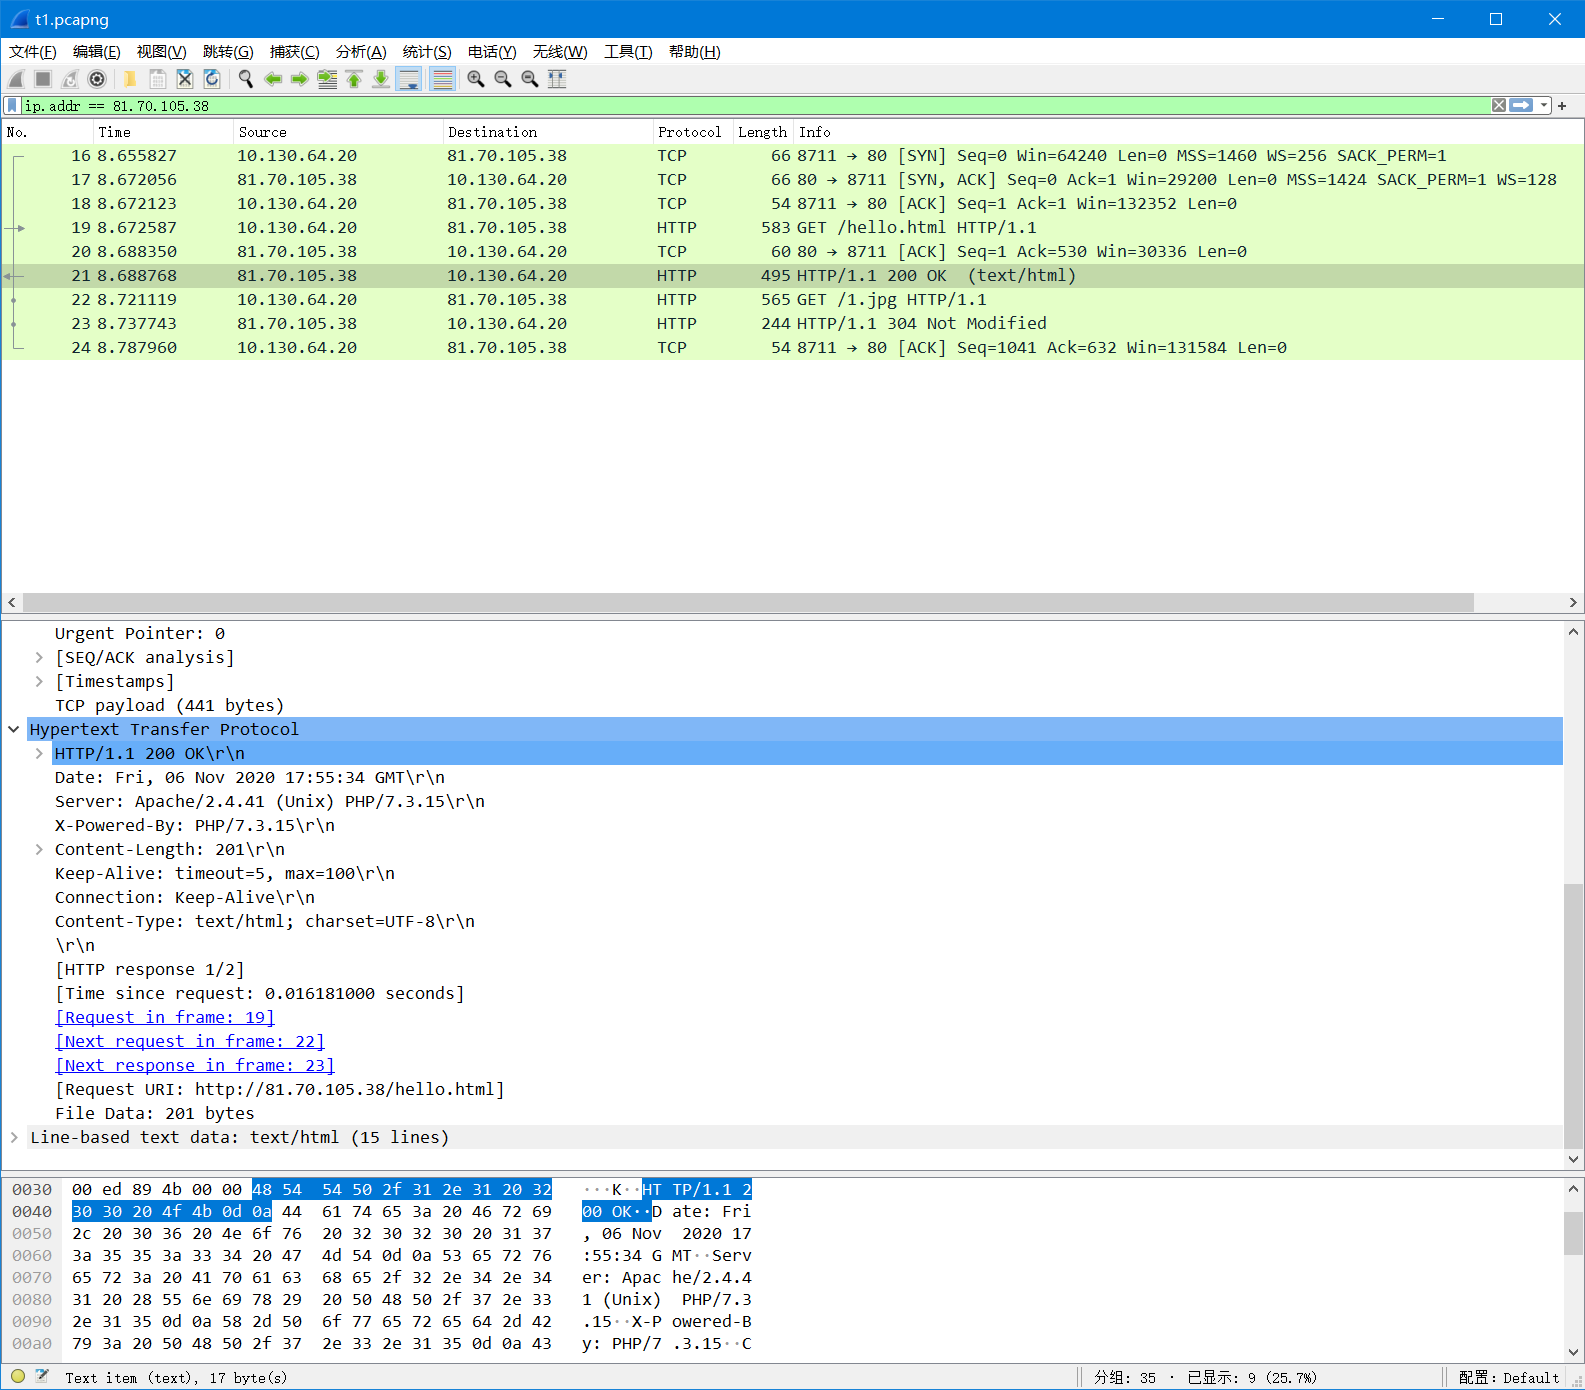 t1.pcapng
文件(F) 编辑(E) 视图(V) 跳转(G) 捕获(C) 分析(A) 统计(S) 电话(Y) 无线(W) 工具(T) 帮助(H)
ip.addr == 81.70.105.38
No. Time Source Destination Protocol Length Info
16 8.655827 10.130.64.20 81.70.105.38 TCP 66 8711 → 80 [SYN] Seq=0 Win=64240 Len=0 MSS=1460 WS=256 SACK_PERM=1
17 8.672056 81.70.105.38 10.130.64.20 TCP 66 80 → 8711 [SYN, ACK] Seq=0 Ack=1 Win=29200 Len=0 MSS=1424 SACK_PERM=1 WS=128
18 8.672123 10.130.64.20 81.70.105.38 TCP 54 8711 → 80 [ACK] Seq=1 Ack=1 Win=132352 Len=0
19 8.672587 10.130.64.20 81.70.105.38 HTTP 583 GET /hello.html HTTP/1.1
20 8.688350 81.70.105.38 10.130.64.20 TCP 60 80 → 8711 [ACK] Seq=1 Ack=530 Win=30336 Len=0
21 8.688768 81.70.105.38 10.130.64.20 HTTP 495 HTTP/1.1 200 OK  (text/html)
22 8.721119 10.130.64.20 81.70.105.38 HTTP 565 GET /1.jpg HTTP/1.1
23 8.737743 81.70.105.38 10.130.64.20 HTTP 244 HTTP/1.1 304 Not Modified
24 8.787960 10.130.64.20 81.70.105.38 TCP 54 8711 → 80 [ACK] Seq=1041 Ack=632 Win=131584 Len=0
Urgent Pointer: 0
[SEQ/ACK analysis]
[Timestamps]
TCP payload (441 bytes)
Hypertext Transfer Protocol
HTTP/1.1 200 OK\r\n
Date: Fri, 06 Nov 2020 17:55:34 GMT\r\n
Server: Apache/2.4.41 (Unix) PHP/7.3.15\r\n
X-Powered-By: PHP/7.3.15\r\n
Content-Length: 201\r\n
Keep-Alive: timeout=5, max=100\r\n
Connection: Keep-Alive\r\n
Content-Type: text/html; charset=UTF-8\r\n
\r\n
[HTTP response 1/2]
[Time since request: 0.016181000 seconds]
[Request in frame: 19]
[Next request in frame: 22]
[Next response in frame: 23]
[Request URI: http://81.70.105.38/hello.html]
File Data: 201 bytes
Line-based text data: text/html (15 lines)
0030 00 ed 89 4b 00 00 48 54 54 50 2f 31 2e 31 20 32 ···K··HT TP/1.1 2
0040 30 30 20 4f 4b 0d 0a 44 61 74 65 3a 20 46 72 69 00 OK··D ate: Fri
0050 2c 20 30 36 20 4e 6f 76 20 32 30 32 30 20 31 37 , 06 Nov  2020 17
0060 3a 35 35 3a 33 34 20 47 4d 54 0d 0a 53 65 72 76 :55:34 G MT··Serv
0070 65 72 3a 20 41 70 61 63 68 65 2f 32 2e 34 2e 34 er: Apac he/2.4.4
0080 31 20 28 55 6e 69 78 29 20 50 48 50 2f 37 2e 33 1 (Unix)  PHP/7.3
0090 2e 31 35 0d 0a 58 2d 50 6f 77 65 72 65 64 2d 42 .15··X-P owered-B
00a0 79 3a 20 50 48 50 2f 37 2e 33 2e 31 35 0d 0a 43 y: PHP/7 .3.15··C
Text item (text), 17 byte(s) 分组: 35 · 已显示: 9 (25.7%) 配置: Default